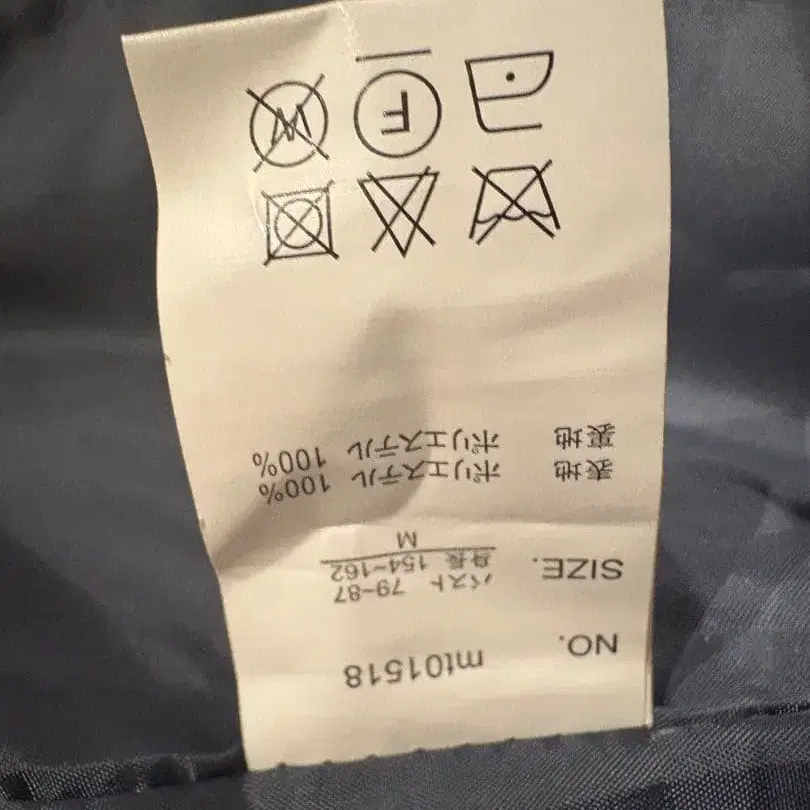 NO. mt01518
SIZE. バスト 79~87
身長 154~162
M
表地 ポリエステル 100%
裏地 ポリエステル 100%
F W